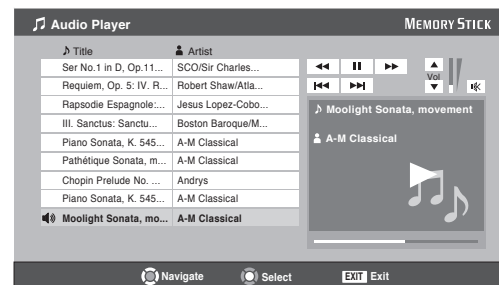 Audio Player
MEMORY STICK
Title Artist
Ser No.1 in D, Op.11... SCO/Sir Charles...
Requiem, Op. 5: IV. R... Robert Shaw/Atla...
Rapsodie Espagnole:... Jesus Lopez-Cobo...
III. Sanctus: Sanctu... Boston Baroque/M...
Piano Sonata, K. 545... A-M Classical
Pathétique Sonata, m... A-M Classical
Chopin Prelude No. ... Andrys
Piano Sonata, K. 545... A-M Classical
Moolight Sonata, mo... A-M Classical
Vol
Moolight Sonata, movement
A-M Classical
Navigate Select EXIT Exit